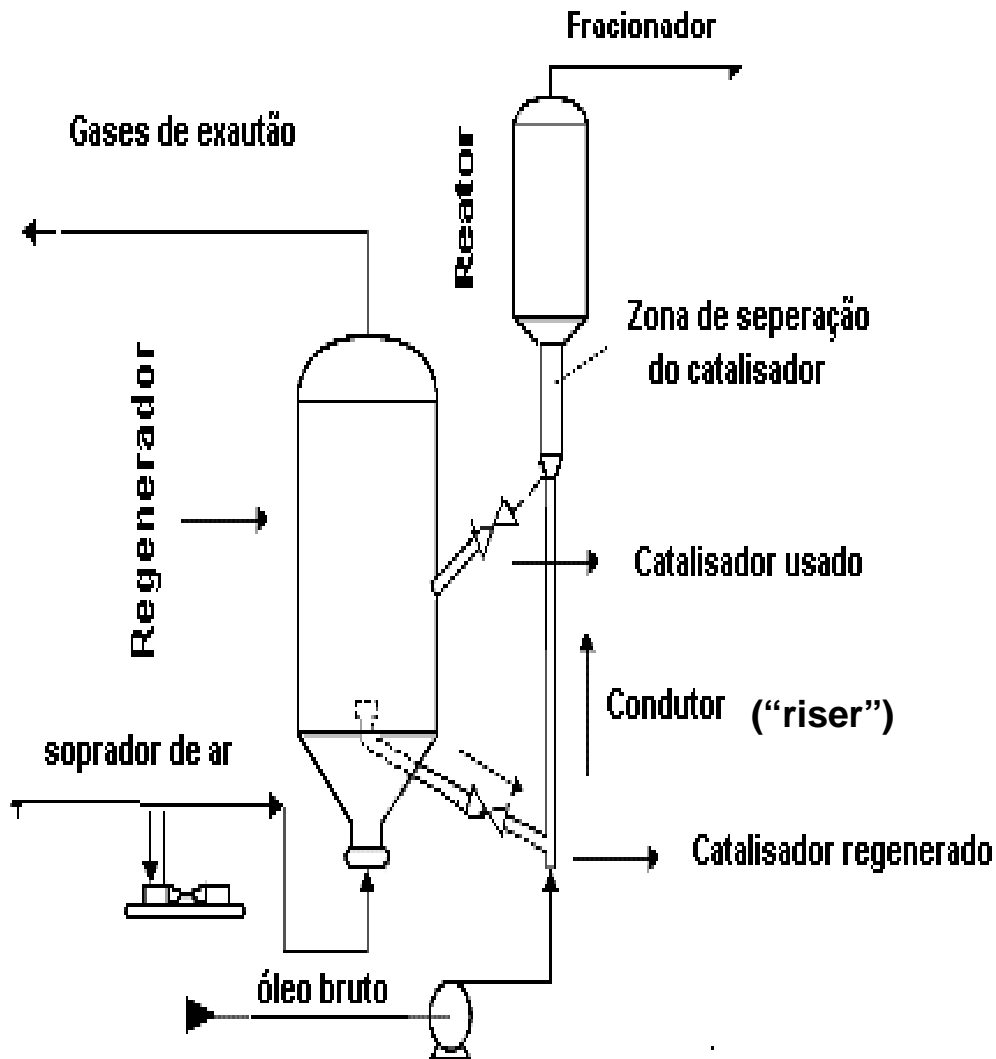 Fracionador
Gases de exautão
Reator
Zona de seperação
do catalisador
Regenerador
Catalisador usado
Condutor ("riser")
soprador de ar
Catalisador regenerado
óleo bruto